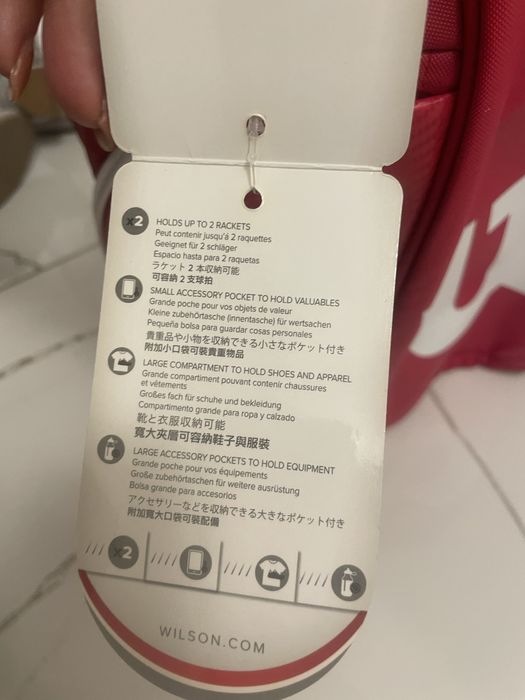 x2
HOLDS UP TO 2 RACKETS
Peut contenir jusqu'à 2 raquettes
Geeignet für 2 schläger
Espacio hasta para 2 raquetas
ラケット 2 本収納可能
可容納 2 支球拍
SMALL ACCESSORY POCKET TO HOLD VALUABLES
Grande poche pour vos objets de valeur
Kleine zubehörtasche (innentasche) für wertsachen
Pequeña bolsa para guardar cosas personales
貴重品や小物を収納できる小さなポケット付き
附加小口袋可裝貴重物品
LARGE COMPARTMENT TO HOLD SHOES AND APPAREL
Grande compartiment pouvant contenir chaussures
et vêtements
Großes fach für schuhe und bekleidung
Compartimento grande para ropa y calzado
靴と衣服収納可能
寬大夾層可容納鞋子與服裝
LARGE ACCESSORY POCKETS TO HOLD EQUIPMENT
Grande poche pour vos équipements
Große zubehörtaschen für weitere ausrüstung
Bolsa grande para accesorios
アクセサリーなどを収納できる大きなポケット付き
附加寬大口袋可裝配備
x2
WILSON.COM